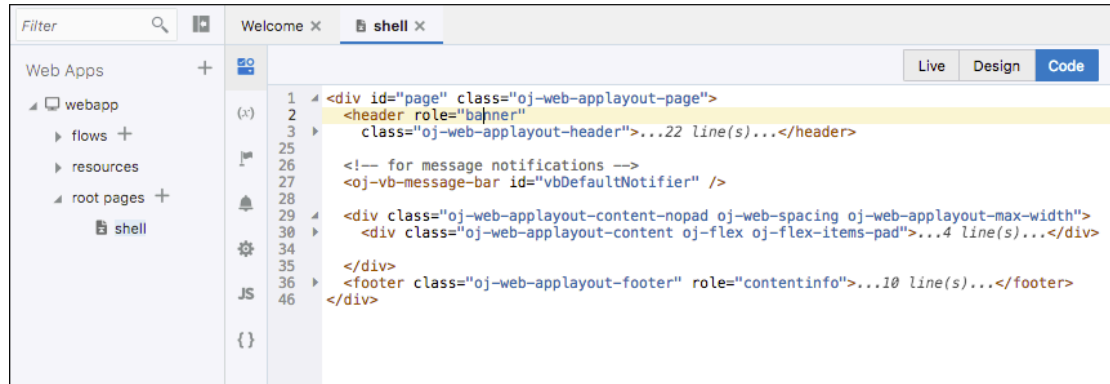 Filter
Web Apps +
webapp
flows +
resources
root pages +
shell
Welcome ×
shell ×
Live Design Code
(x)
JS
{ }
1 <div id="page" class="oj-web-applayout-page">
2 <header role="banner"
3 class="oj-web-applayout-header">...22 line(s)...</header>
25
26 <!-- for message notifications -->
27 <oj-vb-message-bar id="vbDefaultNotifier" />
28
29 <div class="oj-web-applayout-content-nopad oj-web-spacing oj-web-applayout-max-width">
30 <div class="oj-web-applayout-content oj-flex oj-flex-items-pad">...4 line(s)...</div>
34
35 </div>
36 <footer class="oj-web-applayout-footer" role="contentinfo">...10 line(s)...</footer>
46 </div>